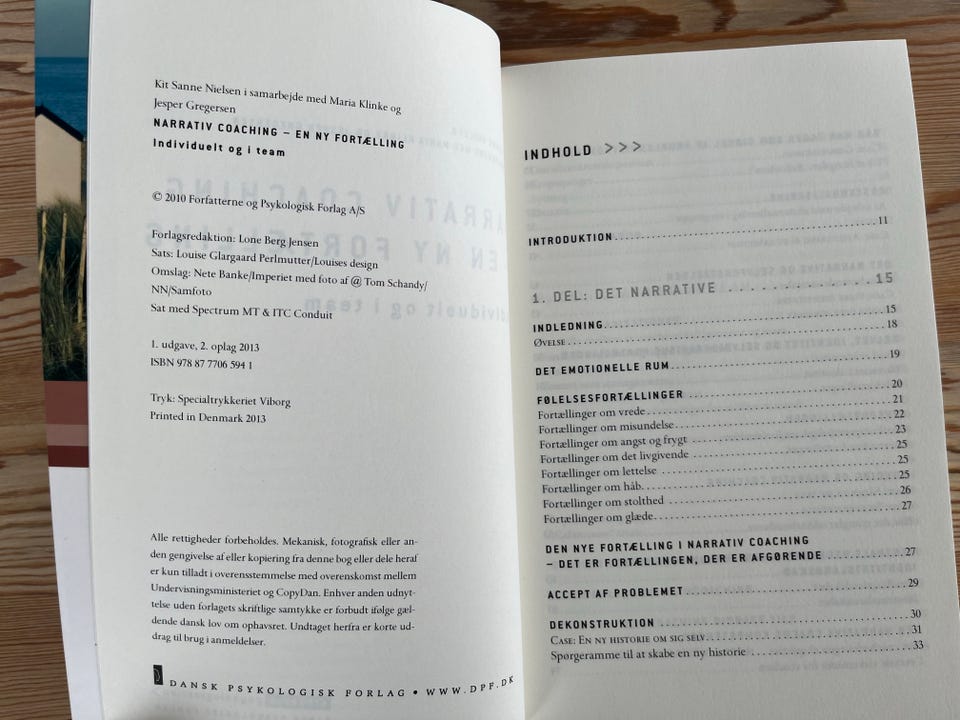 Kit Sanne Nielsen i samarbejde med Maria Klinke og
Jesper Gregersen
NARRATIV COACHING – EN NY FORTÆLLING
Individuelt og i team
© 2010 Forfatterne og Psykologisk Forlag A/S
Forlagsredaktion: Lone Berg Jensen
Sats: Louise Glargaard Perlmutter/Louises design
Omslag: Nete Banke/Imperiet med foto af @ Tom Schandy/
NN/Samfoto
Sat med Spectrum MT & ITC Conduit
1. udgave, 2. oplag 2013
ISBN 978 87 7706 594 1
Tryk: Specialtrykkeriet Viborg
Printed in Denmark 2013
Alle rettigheder forbeholdes. Mekanisk, fotografisk eller an-
den gengivelse af eller kopiering fra denne bog eller dele heraf
er kun tilladt i overensstemmelse med overenskomst mellem
Undervisningsministeriet og CopyDan. Enhver anden udnyt-
telse uden forlagets skriftlige samtykke er forbudt ifølge gæl-
dende dansk lov om ophavsret. Undtaget herfra er korte ud-
drag til brug i anmeldelser.
DANSK PSYKOLOGISK FORLAG • WWW.DPF.DK
INDHOLD >>>
INTRODUKTION 11
1. DEL: DET NARRATIVE 15
INDLEDNING 15
ØVELSE 18
DET EMOTIONELLE RUM 19
FØLELSESFORTÆLLINGER 20
Fortællinger om vrede 21
Fortællinger om misundelse 22
Fortællinger om angst og frygt 23
Fortællinger om det livgivende 25
Fortællinger om lettelse 25
Fortællinger om håb 25
Fortællinger om stolthed 26
Fortællinger om glæde 27
DEN NYE FORTÆLLING I NARRATIV COACHING
– DET ER FORTÆLLINGEN, DER ER AFGØRENDE 27
ACCEPT AF PROBLEMET 29
DEKONSTRUKTION 30
CASE: EN NY HISTORIE OM SIG SELV 31
Spørgeramme til at skabe en ny historie 33